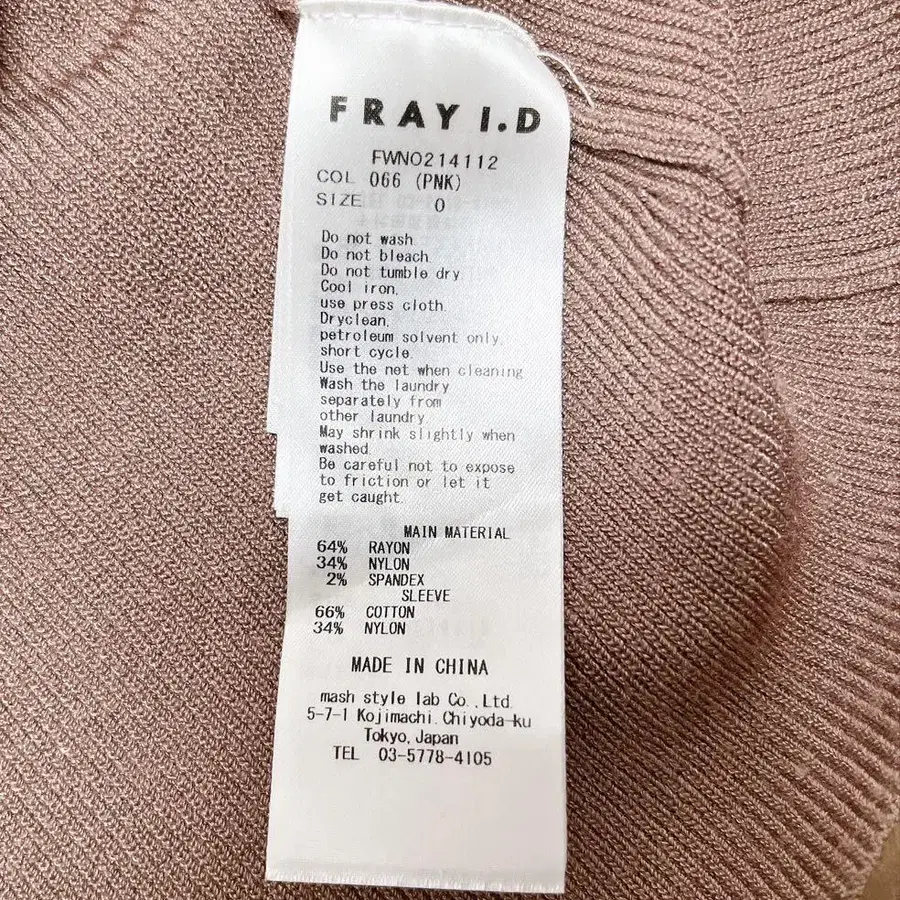 FRAY I.D
FWNO214112
COL 066 (PNK)
SIZE 0
Do not wash
Do not bleach
Do not tumble dry
Cool iron.
use press cloth.
Dryclean,
petroleum solvent only.
short cycle.
Use the net when cleaning
Wash the laundry
separately from
other laundry.
May shrink slightly when
washed.
Be careful not to expose
to friction or let it
get caught.
MAIN MATERIAL
64% RAYON
34% NYLON
2% SPANDEX
SLEEVE
66% COTTON
34% NYLON
MADE IN CHINA
mash style lab Co.,Ltd.
5-7-1 Kojimachi.Chiyoda-ku
Tokyo,Japan
TEL 03-5778-4105